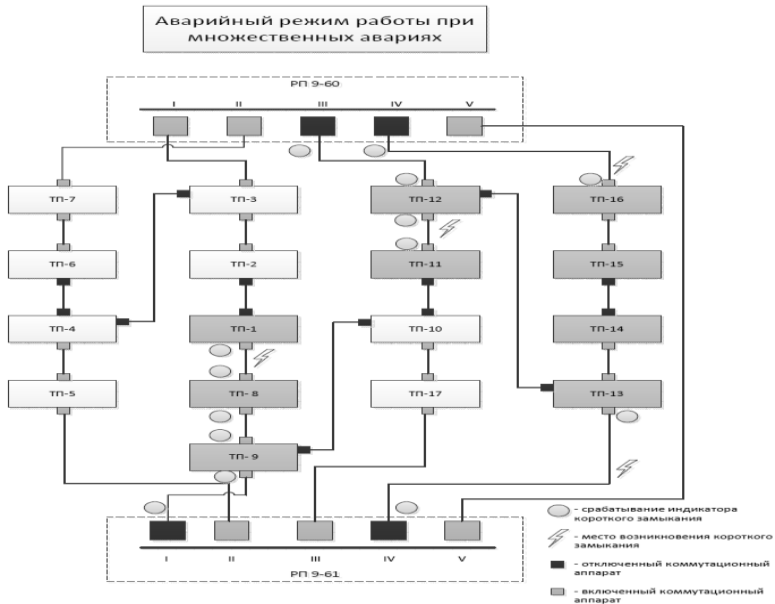 Аварийный режим работы при
множественных авариях
РП 9-60
I II III IV V
ТП-7 ТП-3 ТП-12 ТП-16
ТП-6 ТП-2 ТП-11 ТП-15
ТП-4 ТП-1 ТП-10 ТП-14
ТП-5 ТП- 8 ТП-17 ТП-13
ТП- 9
- срабатывание индикатора
короткого замыкания
- место возникновения короткого
замыкания
- отключенный коммутационный
аппарат
- включенный коммутационный
аппарат
I II III IV V
РП 9-61